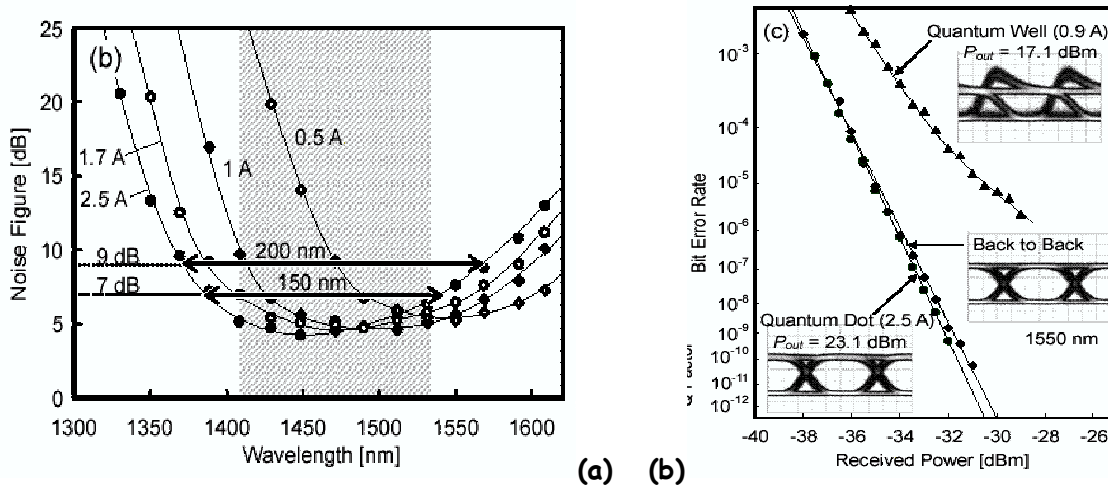 25
(b)
20
15
10
5
0
Noise Figure [dB]
0.5 A
1.7 A
1 A
2.5 A
9 dB
200 nm
7 dB
150 nm
1300 1350 1400 1450 1500 1550 1600
Wavelength [nm]
(a)
(b)
(c)
Quantum Well (0.9 A)
Pout = 17.1 dBm
10-3
10-4
10-5
10-6
10-7
10-8
10-9
10-10
10-11
10-12
Bit Error Rate
Factor
Back to Back
Quantum Dot (2.5 A)
Pout = 23.1 dBm
1550 nm
-40 -38 -36 -34 -32 -30 -28 -26
Received Power [dBm]